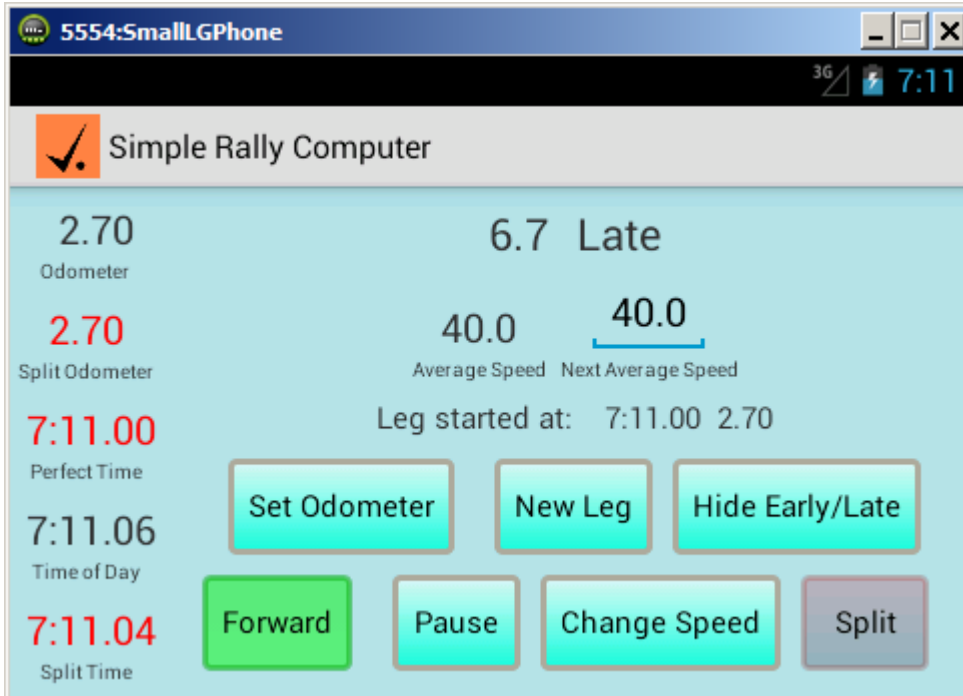 5554:SmallLGPhone
3G 7:11
Simple Rally Computer
2.70
Odometer
6.7 Late
2.70
Split Odometer
40.0 40.0
Average Speed Next Average Speed
7:11.00
Perfect Time
Leg started at: 7:11.00 2.70
Set Odometer New Leg Hide Early/Late
7:11.06
Time of Day
Forward Pause Change Speed Split
7:11.04
Split Time